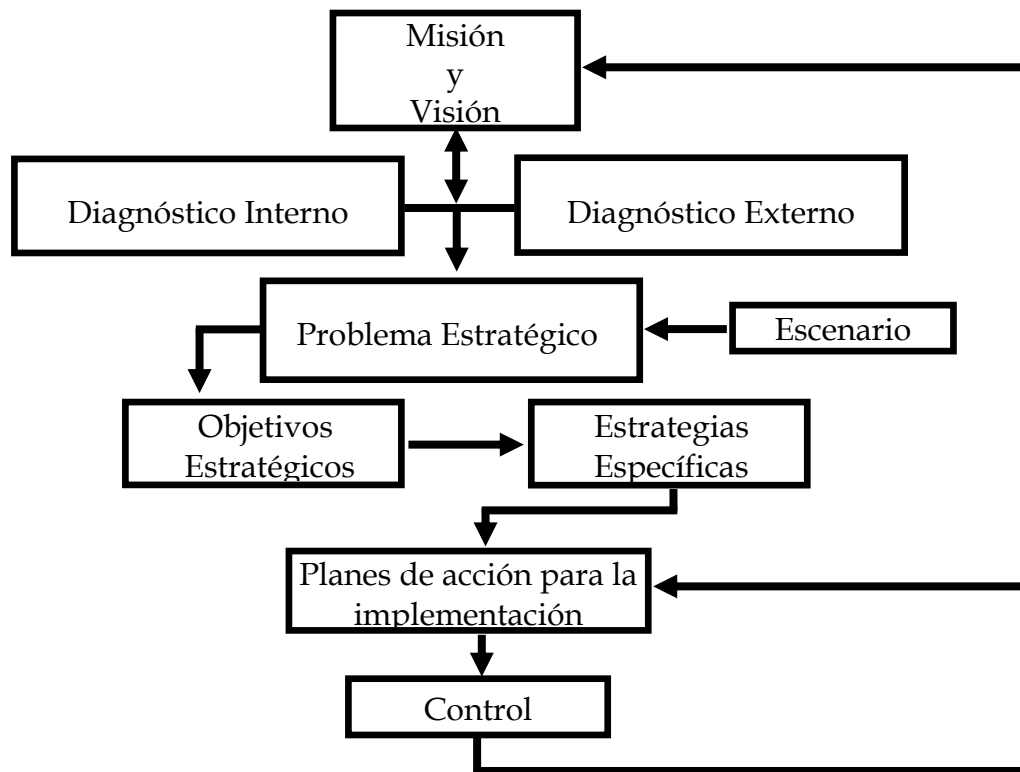 Misión
y
Visión
Diagnóstico Interno
Diagnóstico Externo
Problema Estratégico
Escenario
Objetivos
Estratégicos
Estrategias
Específicas
Planes de acción para la
implementación
Control